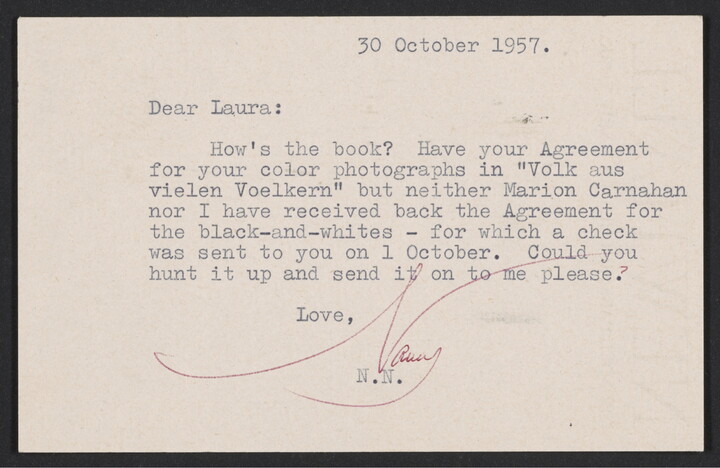 30 October 1957.
Dear Laura:
How's the book? Have your Agreement
for your color photographs in "Volk aus
vielen Voelkern" but neither Marion Carnahan
nor I have received back the Agreement for
the black-and-whites - for which a check
was sent to you on 1 October. Could you
hunt it up and send it on to me please?
Love,
Nancy
N.N.